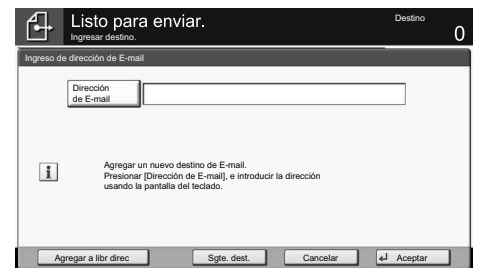 Listo para enviar.
Destino
Ingresar destino.
0
Ingreso de dirección de E-mail
Dirección
de E-mail
Agregar un nuevo destino de E-mail.
Presionar [Dirección de E-mail], e introducir la dirección
usando la pantalla del teclado.
Agregar a libr direc
Sgte. dest.
Cancelar
Aceptar